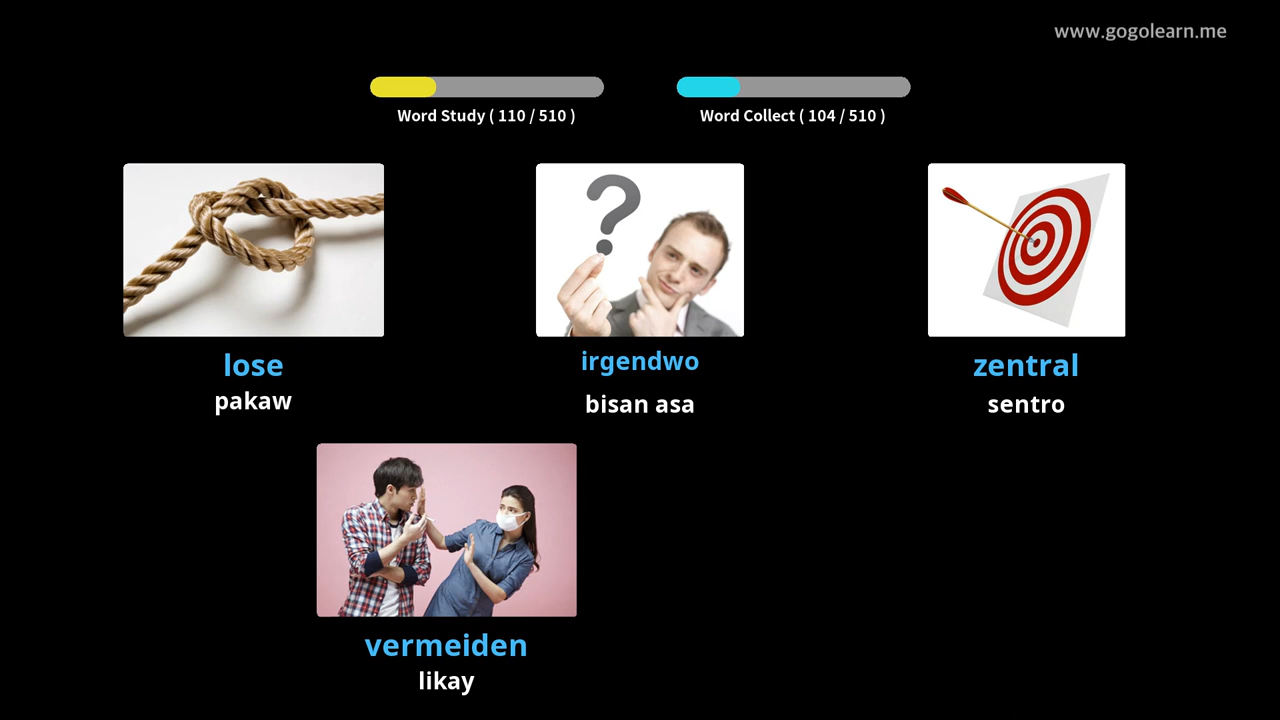 www.gogolearn.me
Word Study ( 110 / 510 )
Word Collect ( 104 / 510 )
lose
pakaw
irgendwo
bisan asa
zentral
sentro
vermeiden
likay